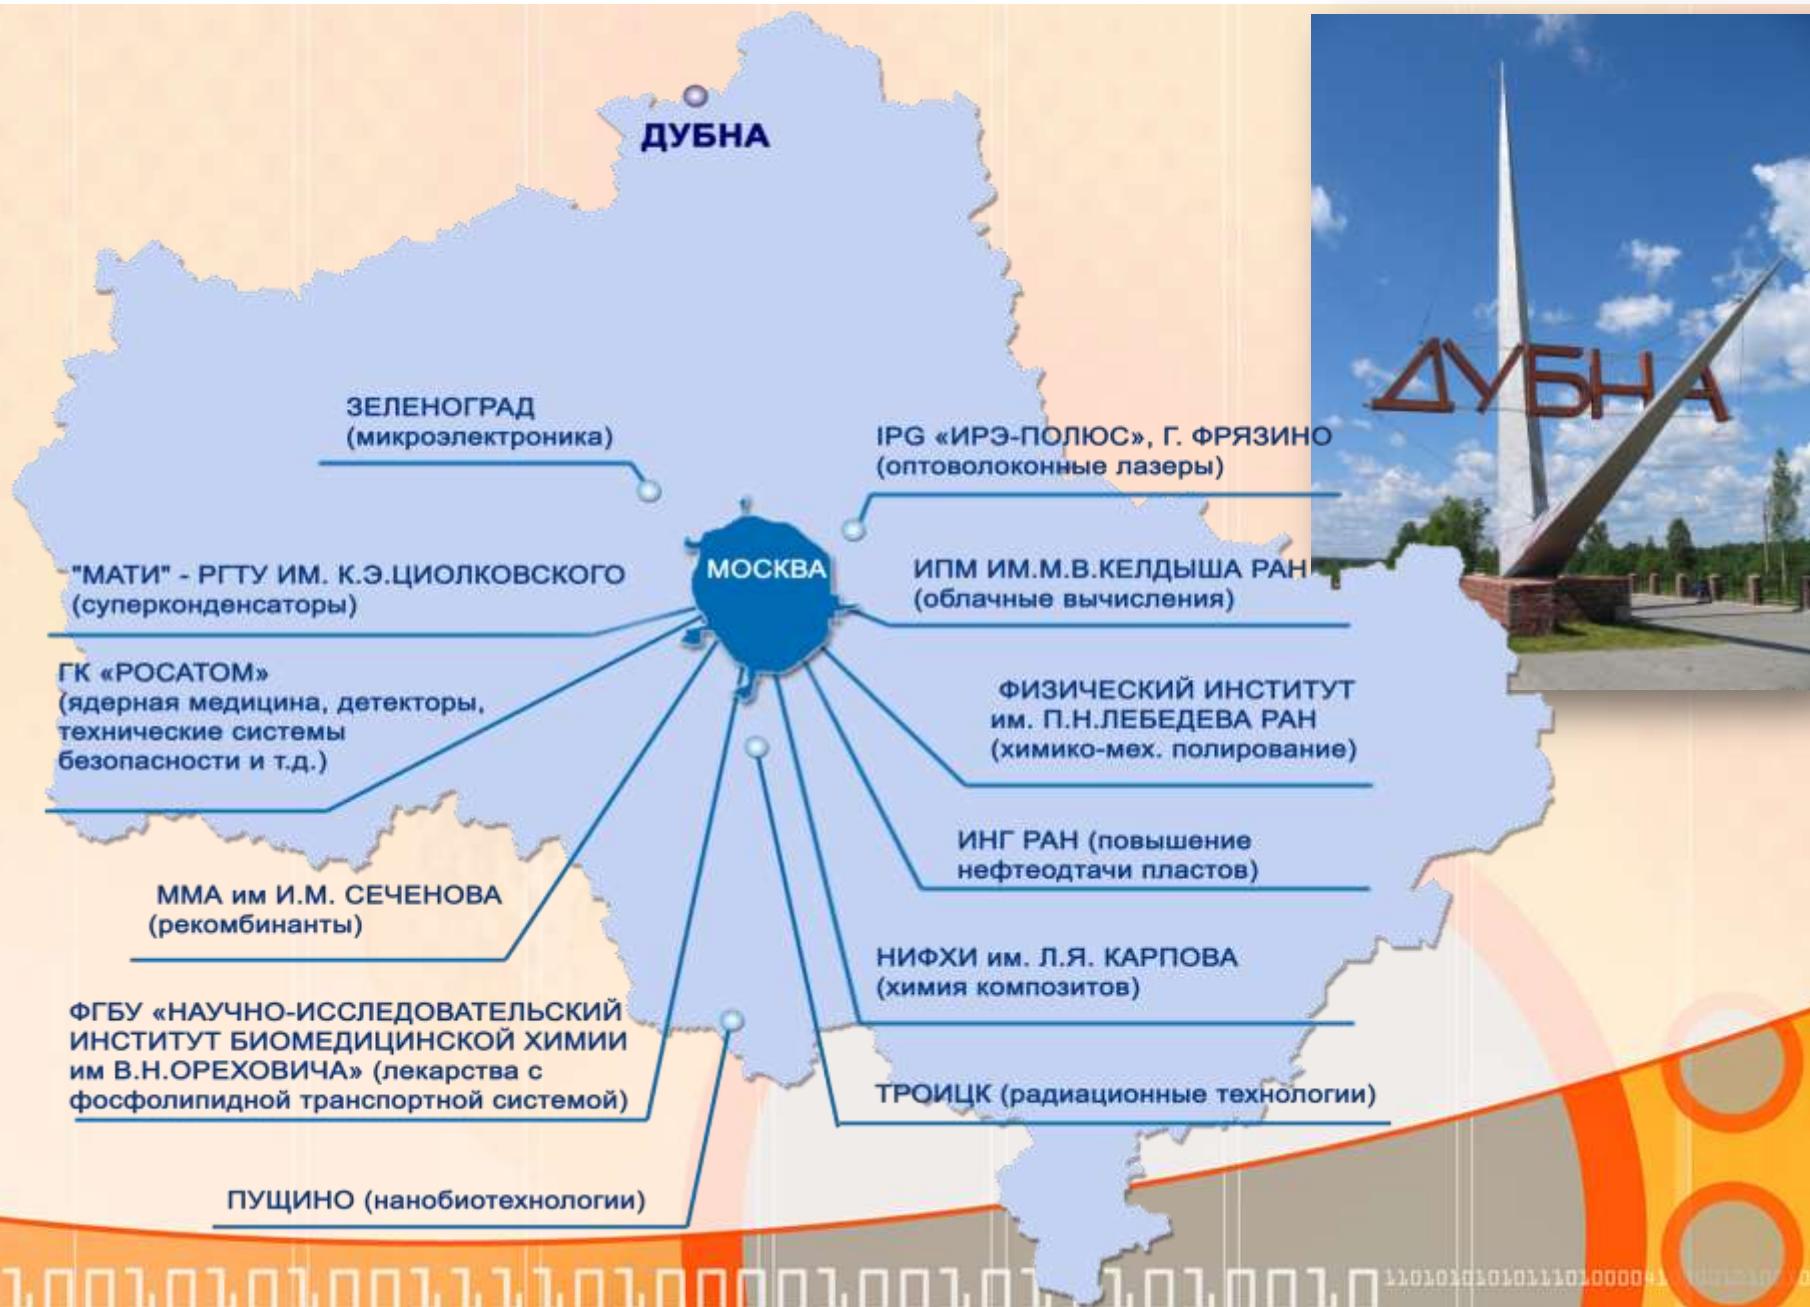 ДУБНА
ДУБНА
ЗЕЛЕНОГРАД
(микроэлектроника)
IPG «ИРЭ-ПОЛЮС», Г. ФРЯЗИНО
(оптоволоконные лазеры)
МОСКВА
"МАТИ" - РГТУ ИМ. К.Э.ЦИОЛКОВСКОГО
(суперконденсаторы)
ИПМ ИМ.М.В.КЕЛДЫША РАН
(облачные вычисления)
ГК «РОСАТОМ»
(ядерная медицина, детекторы,
технические системы
безопасности и т.д.)
ФИЗИЧЕСКИЙ ИНСТИТУТ
им. П.Н.ЛЕБЕДЕВА РАН
(химико-мех. полирование)
ИНГ РАН (повышение
нефтеодтачи пластов)
ММА им И.М. СЕЧЕНОВА
(рекомбинанты)
НИФХИ им. Л.Я. КАРПОВА
(химия композитов)
ФГБУ «НАУЧНО-ИССЛЕДОВАТЕЛЬСКИЙ
ИНСТИТУТ БИОМЕДИЦИНСКОЙ ХИМИИ
им В.Н.ОРЕХОВИЧА» (лекарства с
фосфолипидной транспортной системой)
ТРОИЦК (радиационные технологии)
ПУЩИНО (нанобиотехнологии)